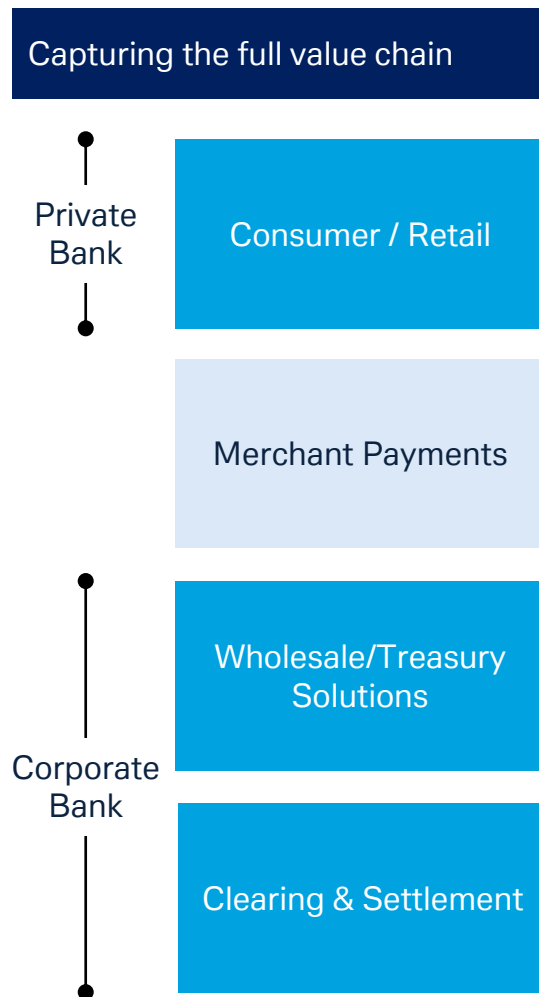 Capturing the full value chain
Private
Bank
Consumer / Retail
Merchant Payments
Wholesale/Treasury
Solutions
Corporate
Bank
Clearing & Settlement